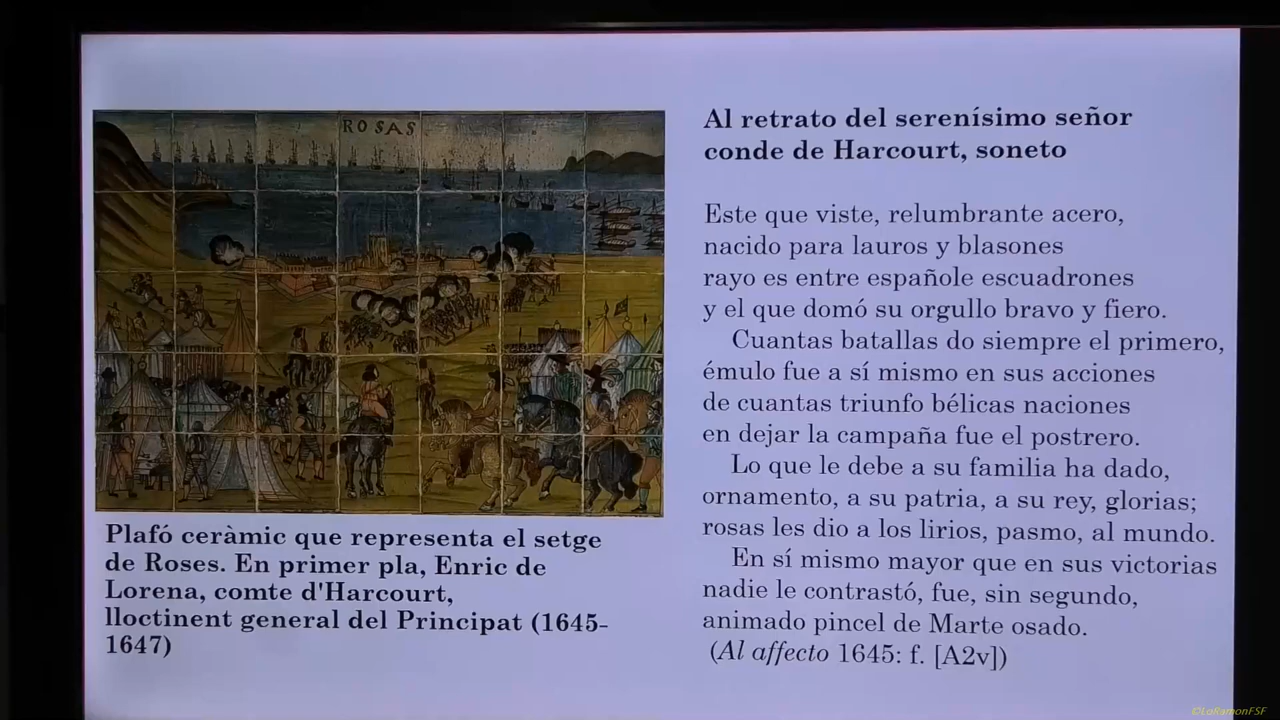 ROSAS
Plafó ceràmic que representa el setge
de Roses. En primer pla, Enric de
Lorena, comte d'Harcourt,
lloctinent general del Principat (1645-
1647)
Al retrato del serenísimo señor
conde de Harcourt, soneto
Este que viste, relumbrante acero,
nacido para lauros y blasones
rayo es entre españole escuadrones
y el que domó su orgullo bravo y fiero.
Cuantas batallas do siempre el primero,
émulo fue a sí mismo en sus acciones
de cuantas triunfo bélicas naciones
en dejar la campaña fue el postrero.
Lo que le debe a su familia ha dado,
ornamento, a su patria, a su rey, glorias;
rosas les dio a los lirios, pasmo, al mundo.
En sí mismo mayor que en sus victorias
nadie le contrastó, fue, sin segundo,
animado pincel de Marte osado.
(Al affecto 1645: f. [A2v])
©LoRamonFSF